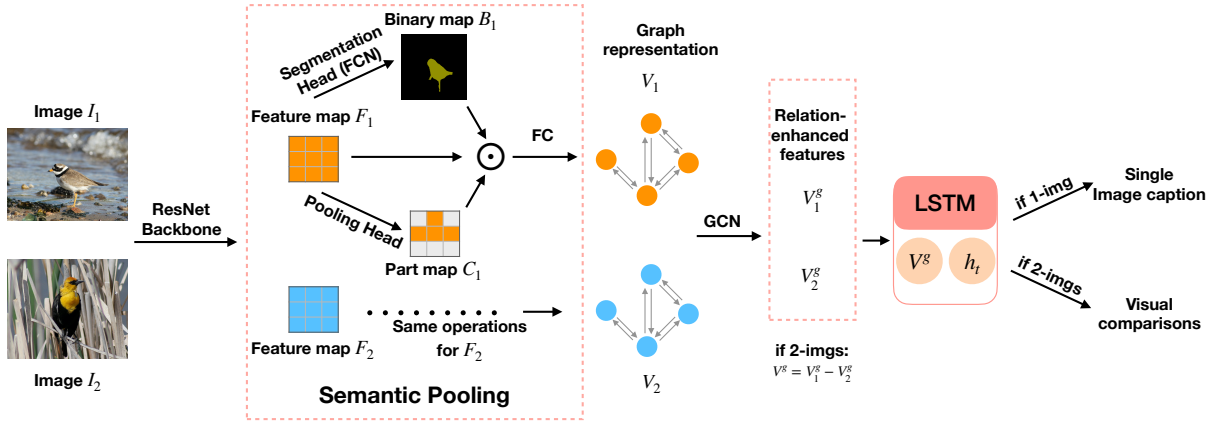 Image I₁
Image I₂
ResNet
Backbone
Binary map B₁
Segmentation
Head (FCN)
Feature map F₁
Pooling Head
Part map C₁
Feature map F₂
Same operations
for F₂
Semantic Pooling
FC
Graph
representation
V₁
V₂
GCN
Relation-
enhanced
features
V₁ᵍ
V₂ᵍ
if 2-imgs:
Vᵍ = V₁ᵍ − V₂ᵍ
LSTM
Vᵍ
hₜ
if 1-img
Single
Image caption
if 2-imgs
Visual
comparisons